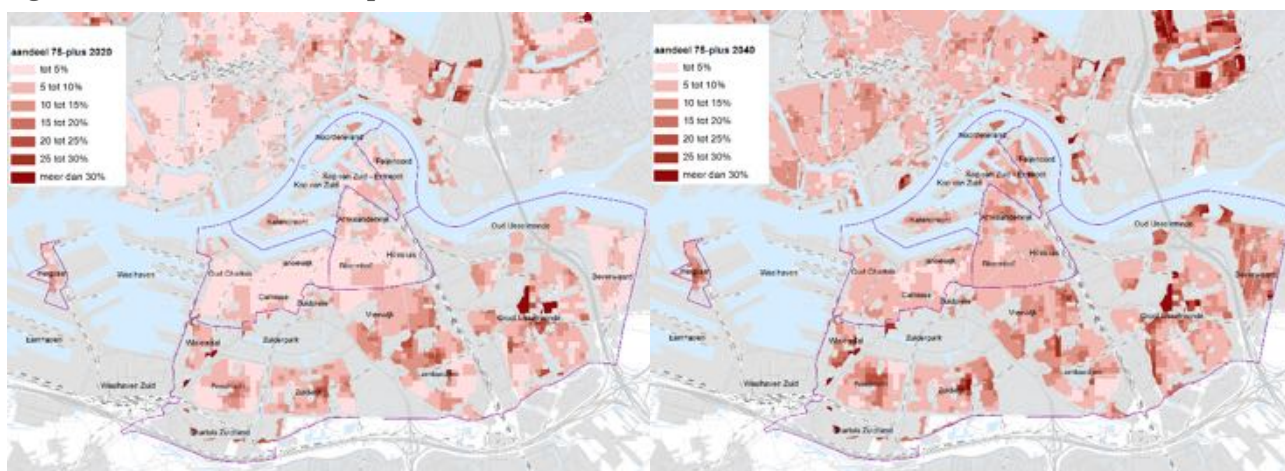 aandeel 75-plus 2020
tot 5%
5 tot 10%
10 tot 15%
15 tot 20%
20 tot 25%
25 tot 30%
meer dan 30%
Noordereiland
Feijenoord
Kop van Zuid - Entrepot
Kop van Zuid
Katendrecht
Afrikaanderwijk
Oud IJsselmonde
Hillesluis
Bloemhof
Oud Charlois
Tarwewijk
Beverwaard
Heijplaat
Waalhaven
Carnisse
Zuidplein
Vreewijk
Groot IJsselmonde
Eemhaven
Wielewaal
Zuiderpark
Waalhaven Zuid
Pendrecht
Zuidwijk
Lombardijen
Charlois Zuidrand
aandeel 75-plus 2040
tot 5%
5 tot 10%
10 tot 15%
15 tot 20%
20 tot 25%
25 tot 30%
meer dan 30%
Noordereiland
Feijenoord
Kop van Zuid - Entrepot
Kop van Zuid
Katendrecht
Afrikaanderwijk
Oud IJsselmonde
Hillesluis
Bloemhof
Oud Charlois
Tarwewijk
Beverwaard
Heijplaat
Waalhaven
Carnisse
Zuidplein
Vreewijk
Groot IJsselmonde
Eemhaven
Wielewaal
Zuiderpark
Waalhaven Zuid
Pendrecht
Zuidwijk
Lombardijen
Charlois Zuidrand